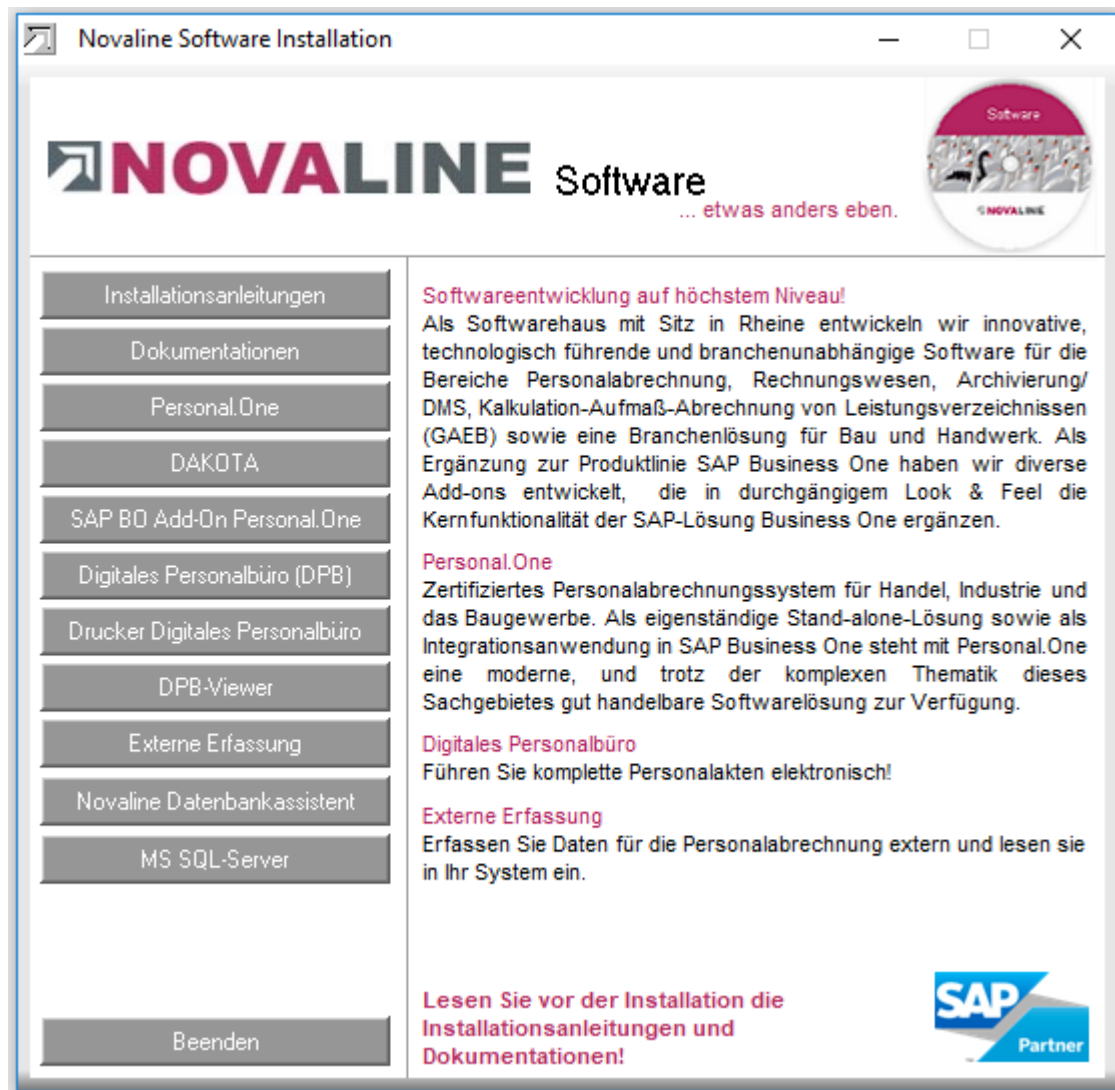 Novaline Software Installation
NOVALINE Software
... etwas anders eben.
Software
NOVALINE
Installationsanleitungen
Dokumentationen
Personal.One
DAKOTA
SAP BO Add-On Personal.One
Digitales Personalbüro (DPB)
Drucker Digitales Personalbüro
DPB-Viewer
Externe Erfassung
Novaline Datenbankassistent
MS SQL-Server
Beenden
Softwareentwicklung auf höchstem Niveau!
Als Softwarehaus mit Sitz in Rheine entwickeln wir innovative,
technologisch führende und branchenunabhängige Software für die
Bereiche Personalabrechnung, Rechnungswesen, Archivierung/
DMS, Kalkulation-Aufmaß-Abrechnung von Leistungsverzeichnissen
(GAEB) sowie eine Branchenlösung für Bau und Handwerk. Als
Ergänzung zur Produktlinie SAP Business One haben wir diverse
Add-ons entwickelt, die in durchgängigem Look & Feel die
Kernfunktionalität der SAP-Lösung Business One ergänzen.
Personal.One
Zertifiziertes Personalabrechnungssystem für Handel, Industrie und
das Baugewerbe. Als eigenständige Stand-alone-Lösung sowie als
Integrationsanwendung in SAP Business One steht mit Personal.One
eine moderne, und trotz der komplexen Thematik dieses
Sachgebietes gut handelbare Softwarelösung zur Verfügung.
Digitales Personalbüro
Führen Sie komplette Personalakten elektronisch!
Externe Erfassung
Erfassen Sie Daten für die Personalabrechnung extern und lesen sie
in Ihr System ein.
Lesen Sie vor der Installation die
Installationsanleitungen und
Dokumentationen!
SAP
Partner